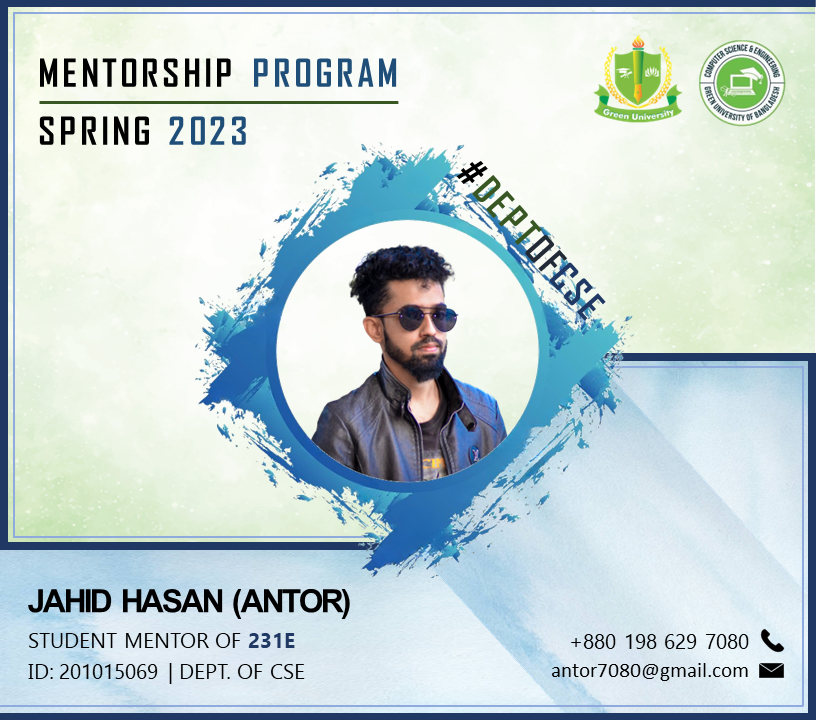 MENTORSHIP PROGRAM
SPRING 2023
Green University
COMPUTER SCIENCE & ENGINEERING
GREEN UNIVERSITY OF BANGLADESH
#DEPTOFCSE
JAHID HASAN (ANTOR)
STUDENT MENTOR OF 231E
ID: 201015069 | DEPT. OF CSE
+880 198 629 7080
antor7080@gmail.com